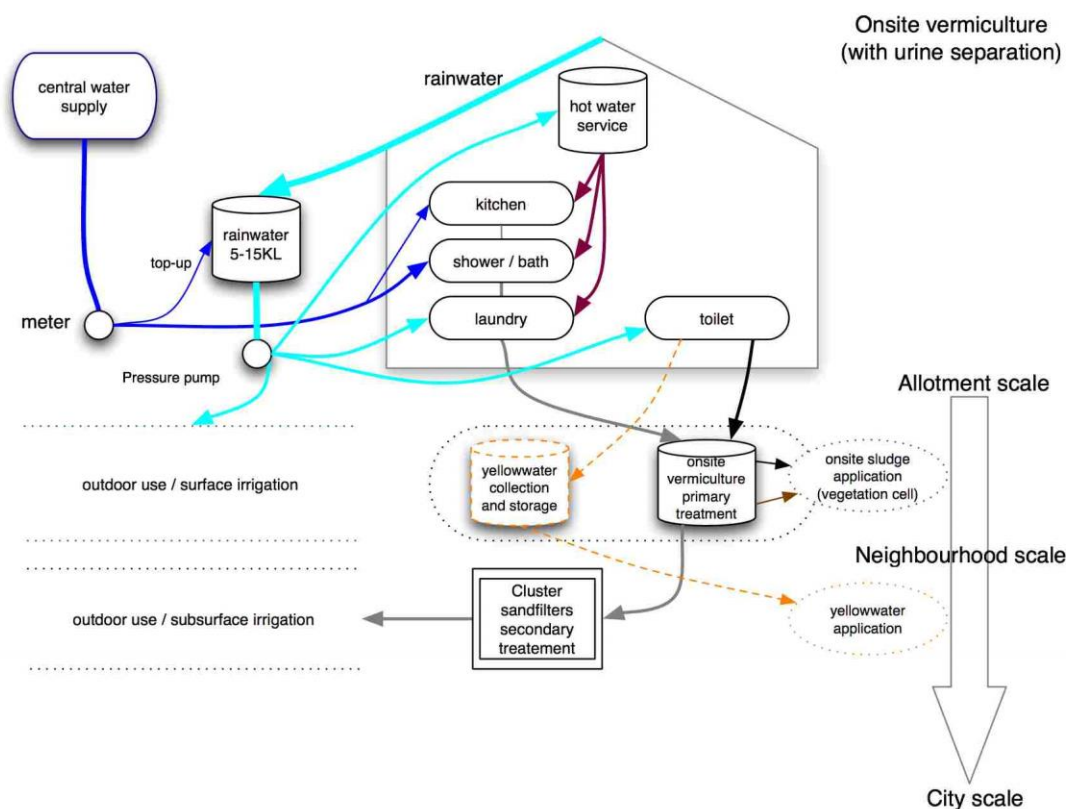 Onsite vermiculture
(with urine separation)
central water
supply
rainwater
hot water
service
kitchen
rainwater
5-15KL
top-up
shower / bath
meter
laundry
toilet
Pressure pump
Allotment scale
outdoor use / surface irrigation
yellowwater
collection
and storage
onsite
vermiculture
primary
treatment
onsite sludge
application
(vegetation cell)
Neighbourhood scale
outdoor use / subsurface irrigation
Cluster
sandfilters
secondary
treatement
yellowwater
application
City scale